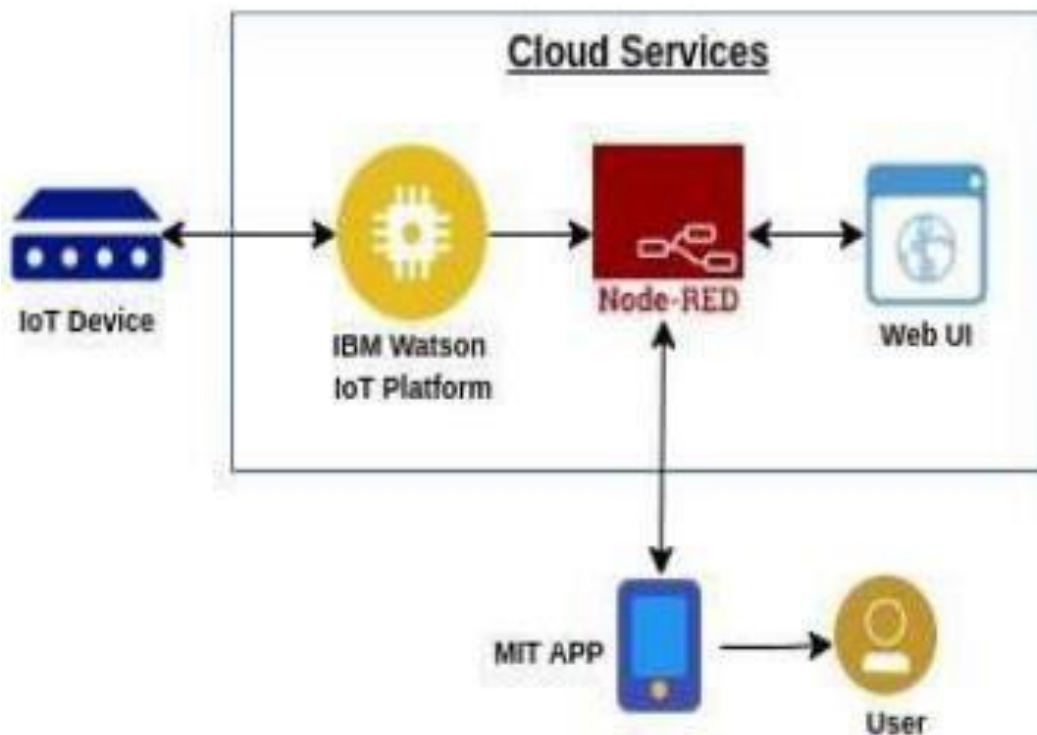 Cloud Services
IoT Device
IBM Watson
IoT Platform
Node-RED
Web UI
MIT APP
User